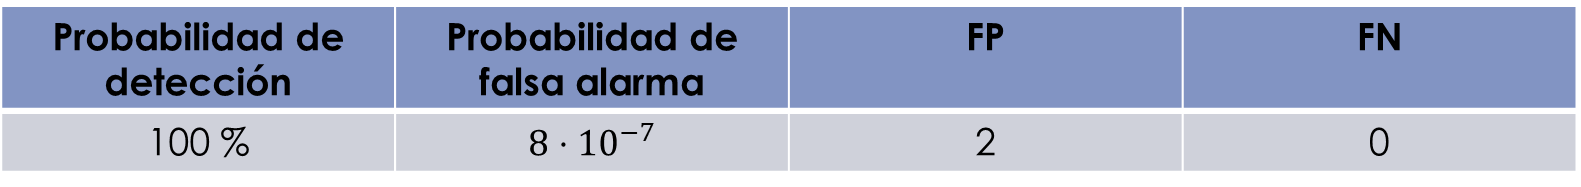 Probabilidad de
detección
Probabilidad de
falsa alarma
FP
FN
100 %
8 · 10⁻⁷
2
0